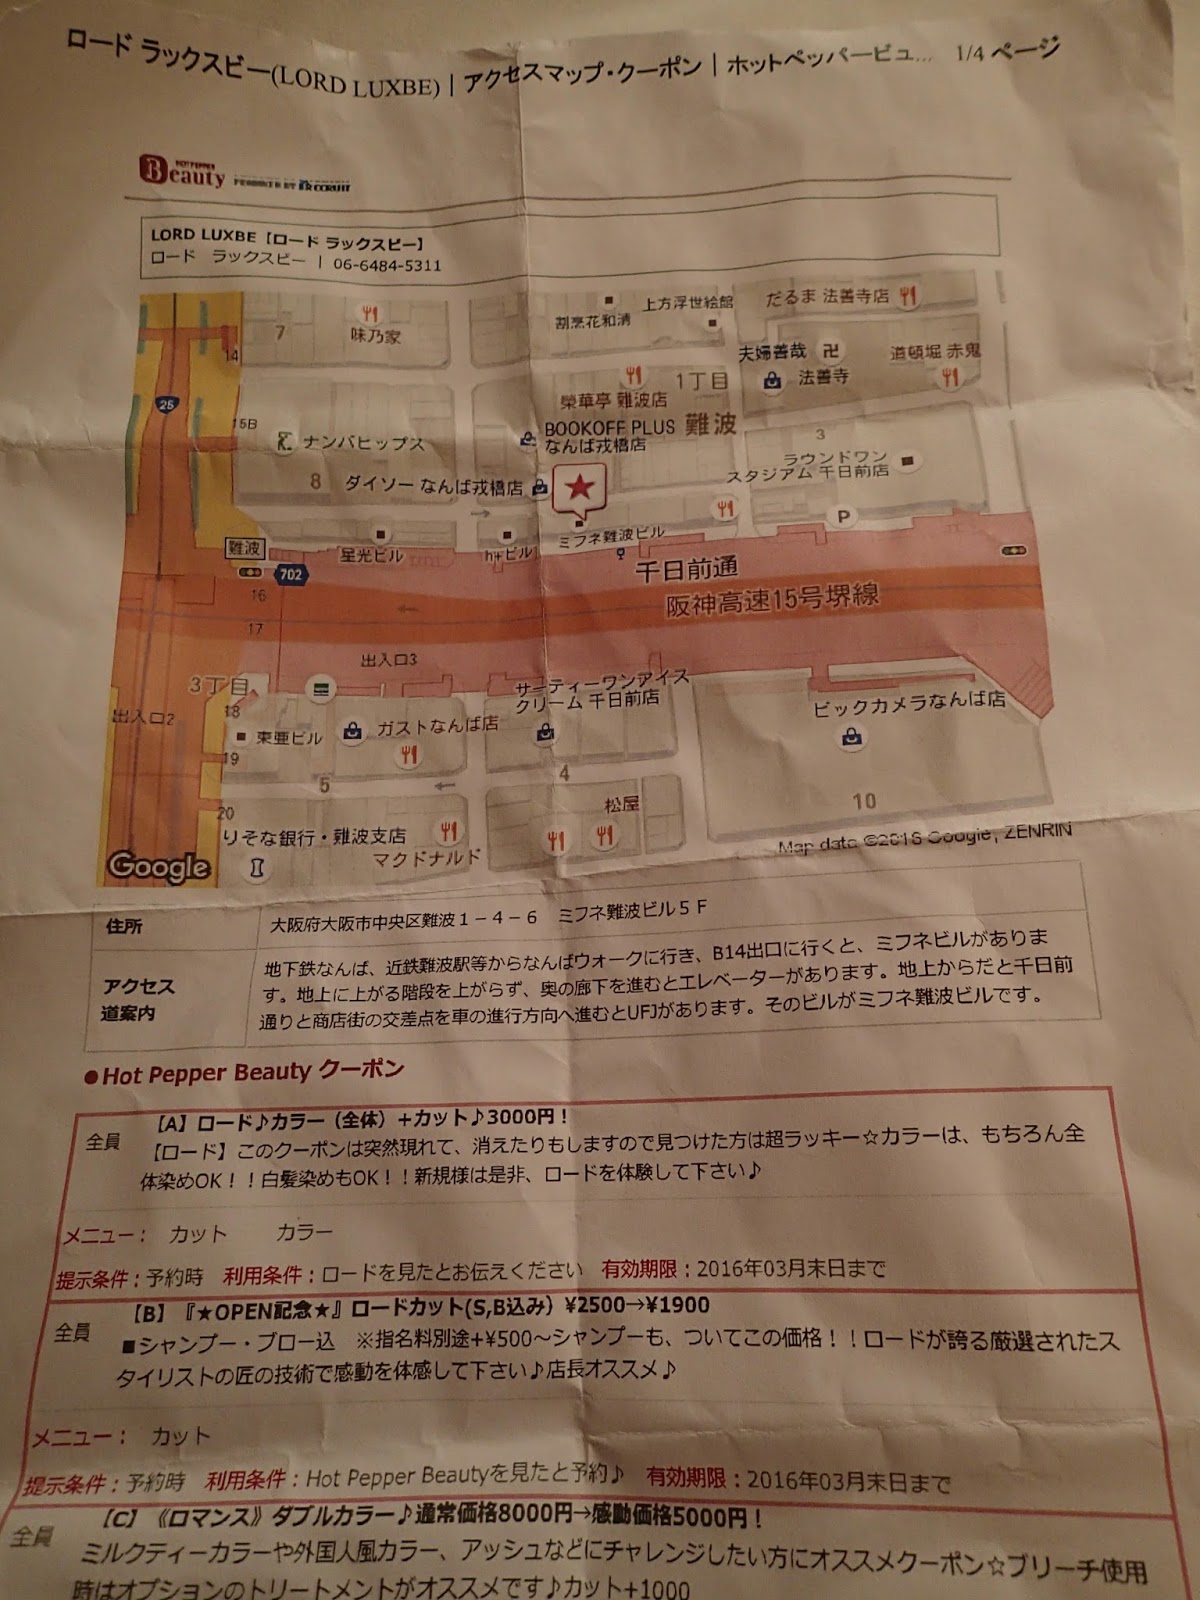 ロード ラックスビー(LORD LUXBE) | アクセスマップ・クーポン | ホットペッパービュ... 1/4 ページ
HOT PEPPER
Beauty PRODUCED BY RECRUIT
LORD LUXBE【ロード ラックスビー】
ロード ラックスビー | 06-6484-5311
だるま 法善寺店
上方浮世絵館
割烹花和清
7
味乃家
14
夫婦善哉
法善寺
道頓堀 赤鬼
1丁目
榮華亭 難波店
25
15B
BOOKOFF PLUS
なんば戎橋店
難波
ナンバヒップス
3
ラウンドワン
スタジアム 千日前店
8
ダイソー なんば戎橋店
P
ミフネ難波ビル
難波
星光ビル
h+ビル
702
千日前通
16
阪神高速15号堺線
17
出入口3
3丁目
サーティーワンアイス
クリーム 千日前店
ビックカメラなんば店
出入口2
18
東亜ビル
ガストなんば店
19
5
4
10
20
松屋
りそな銀行・難波支店
マクドナルド
Google
Map data ©2016 Google, ZENRIN
住所
大阪府大阪市中央区難波1-4-6 ミフネ難波ビル5F
アクセス
道案内
地下鉄なんば、近鉄難波駅等からなんばウォークに行き、B14出口に行くと、ミフネビルがありま
す。地上に上がる階段を上がらず、奥の廊下を進むとエレベーターがあります。地上からだと千日前
通りと商店街の交差点を車の進行方向へ進むとUFJがあります。そのビルがミフネ難波ビルです。
●Hot Pepper Beauty クーポン
全員
【A】ロード♪カラー（全体）+カット♪3000円！
【ロード】このクーポンは突然現れて、消えたりもしますので見つけた方は超ラッキー☆カラーは、もちろん全
体染めOK！！白髪染めもOK！！新規様は是非、ロードを体験して下さい♪
メニュー： カット カラー
提示条件：予約時 利用条件：ロードを見たとお伝えください 有効期限：2016年03月末日まで
全員
【B】『★OPEN記念★』ロードカット(S,B込み）¥2500→¥1900
■シャンプー・ブロー込 ※指名料別途+¥500～シャンプーも、ついてこの価格！！ロードが誇る厳選されたス
タイリストの匠の技術で感動を体感して下さい♪店長オススメ♪
メニュー： カット
提示条件：予約時 利用条件：Hot Pepper Beautyを見たと予約♪ 有効期限：2016年03月末日まで
全員
【C】《ロマンス》ダブルカラー♪通常価格8000円→感動価格5000円！
ミルクティーカラーや外国人風カラー、アッシュなどにチャレンジしたい方にオススメクーポン☆ブリーチ使用
時はオプションのトリートメントがオススメです♪カット+1000